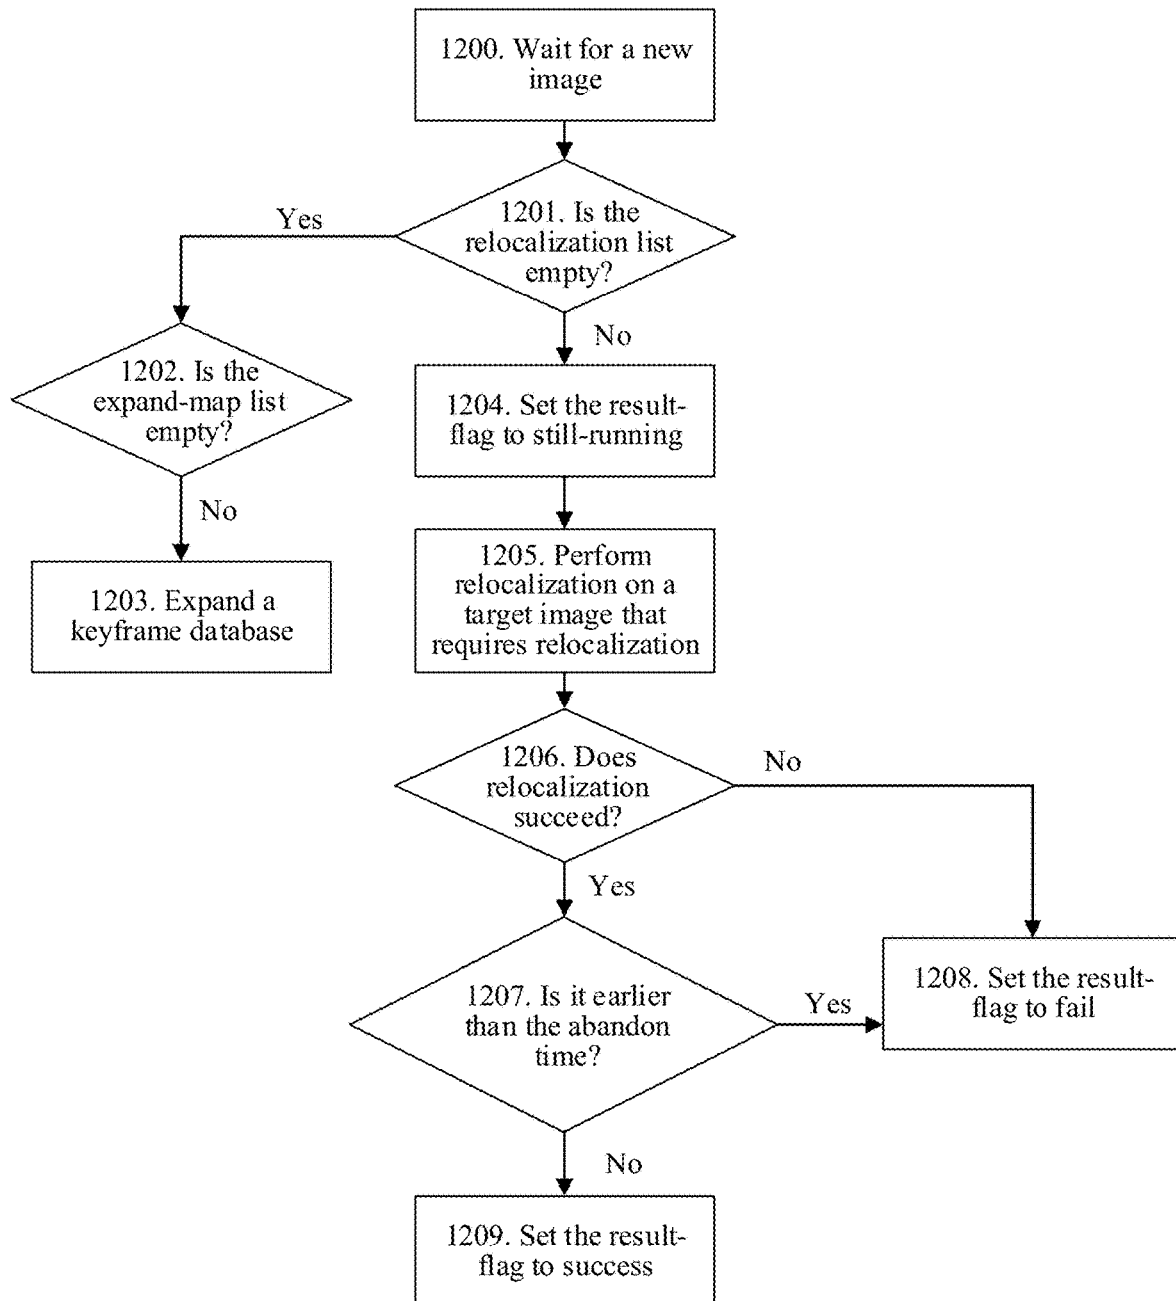 1200. Wait for a new
image
1201. Is the
relocalization list
empty?
Yes
No
1202. Is the
expand-map list
empty?
1204. Set the result-
flag to still-running
No
1203. Expand a
keyframe database
1205. Perform
relocalization on a
target image that
requires relocalization
1206. Does
relocalization
succeed?
No
Yes
1207. Is it earlier
than the abandon
time?
Yes
1208. Set the result-
flag to fail
No
1209. Set the result-
flag to success